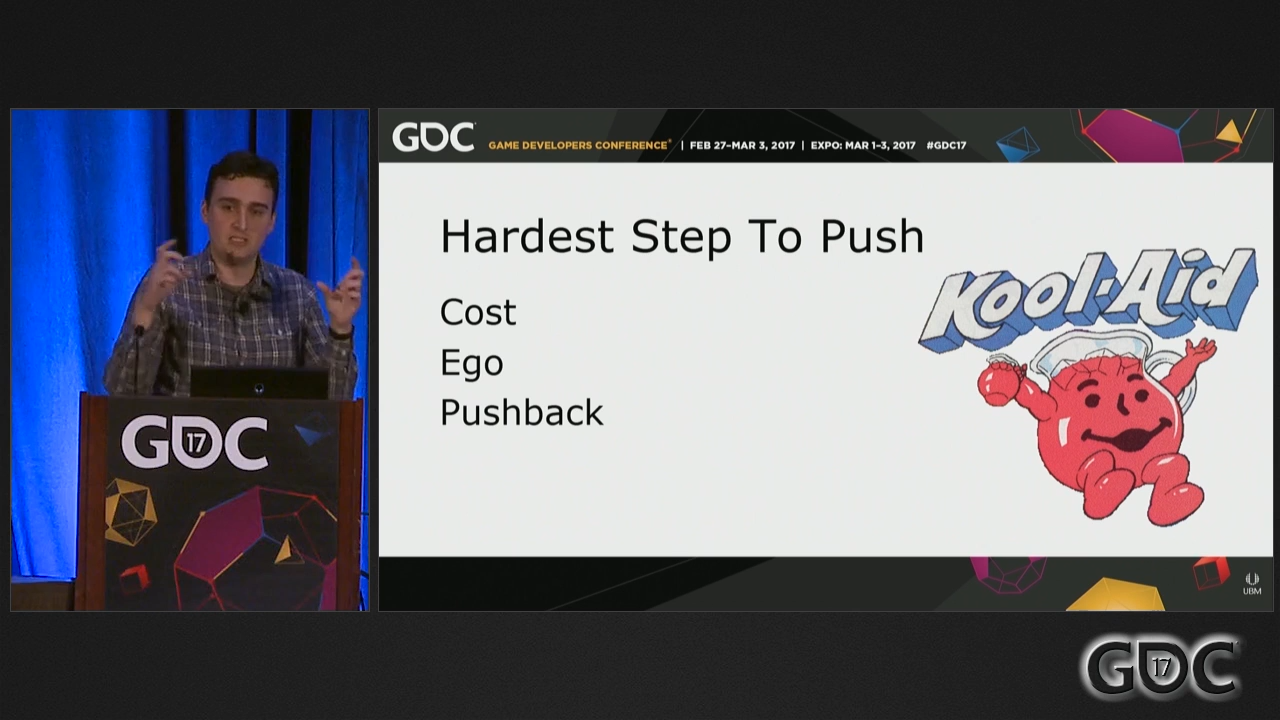 GDC GAME DEVELOPERS CONFERENCE® | FEB 27–MAR 3, 2017 | EXPO: MAR 1–3, 2017 #GDC17
Hardest Step To Push
Kool-Aid
Cost
Ego
Pushback
GDC
17
UBM
GDC
17